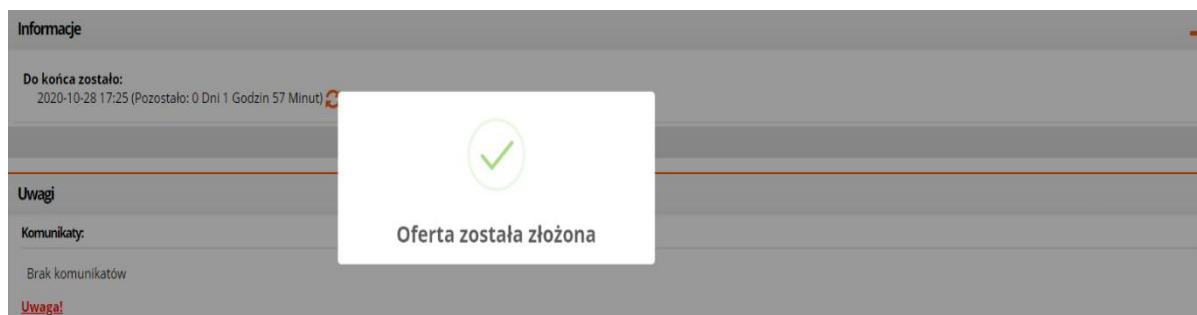 Informacje
Do końca zostało:
2020-10-28 17:25 (Pozostało: 0 Dni 1 Godzin 57 Minut)
Oferta została złożona
Uwagi
Komunikaty:
Brak komunikatów
Uwaga!